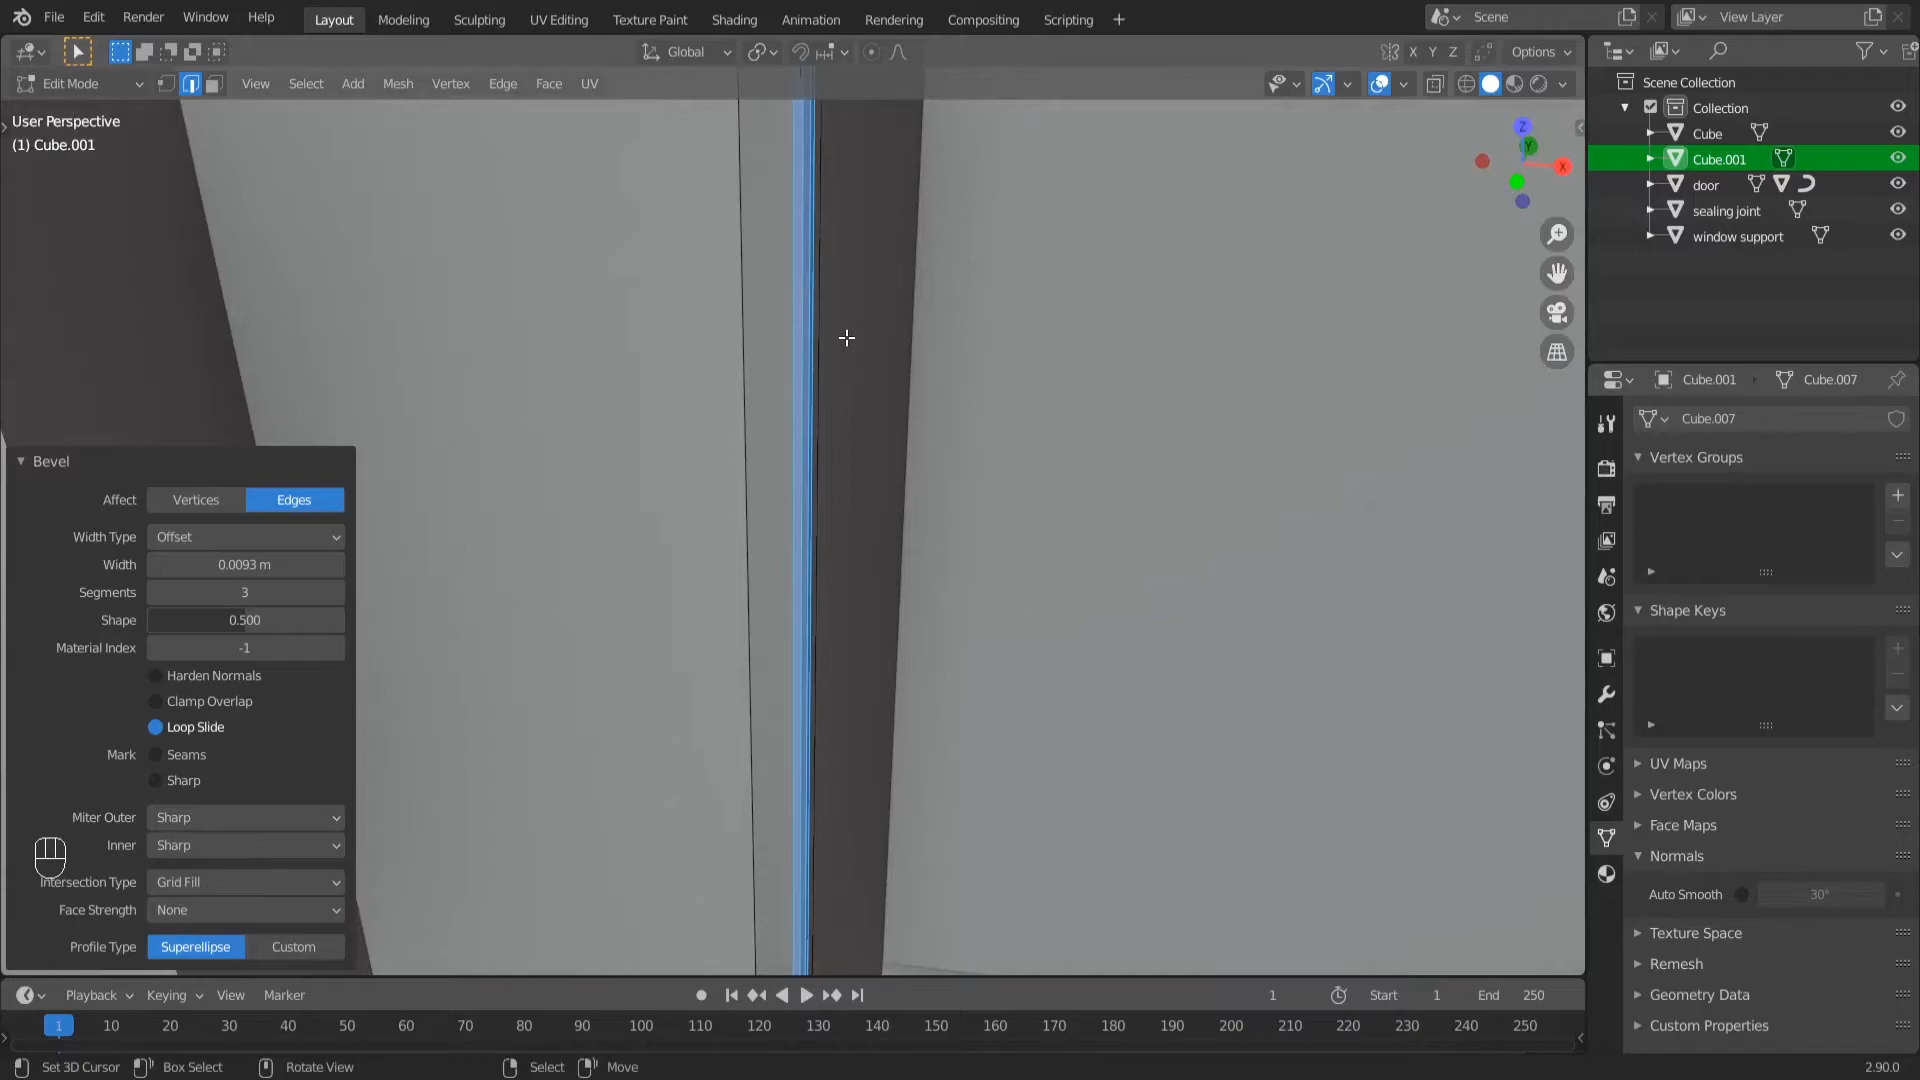 File Edit Render Window Help Layout Modeling Sculpting UV Editing Texture Paint Shading Animation Rendering Compositing Scripting + Scene View Layer
Global X Y Z Options
Edit Mode View Select Add Mesh Vertex Edge Face UV
User Perspective
(1) Cube.001
Z
Y
X
Scene Collection
Collection
Cube
Cube.001
door
sealing joint
window support
Cube.001 Cube.007
Cube.007
Vertex Groups
Shape Keys
UV Maps
Vertex Colors
Face Maps
Normals
Auto Smooth 30°
Texture Space
Remesh
Geometry Data
Custom Properties
Bevel
Affect Vertices Edges
Width Type Offset
Width 0.0093 m
Segments 3
Shape 0.500
Material Index -1
Harden Normals
Clamp Overlap
Loop Slide
Mark Seams
Sharp
Miter Outer Sharp
Inner Sharp
Intersection Type Grid Fill
Face Strength None
Profile Type Superellipse Custom
Playback Keying View Marker 1 Start 1 End 250
1 10 20 30 40 50 60 70 80 90 100 110 120 130 140 150 160 170 180 190 200 210 220 230 240 250
Set 3D Cursor Box Select Rotate View Select Move 2.90.0